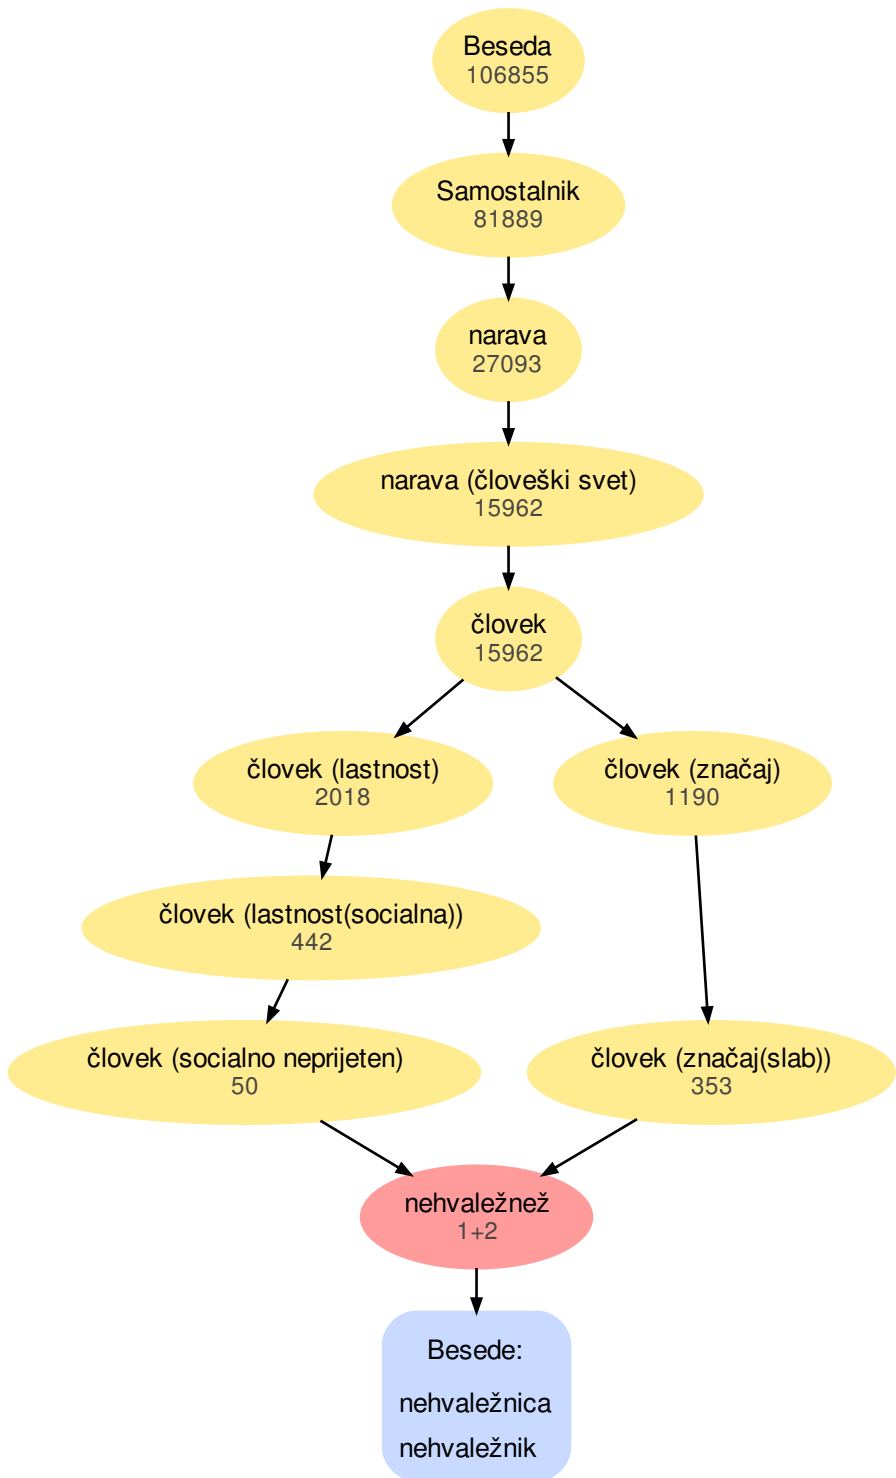 Beseda
106855
Samostalnik
81889
narava
27093
narava (človeški svet)
15962
človek
15962
človek (lastnost)
2018
človek (značaj)
1190
človek (lastnost(socialna))
442
človek (socialno neprijeten)
50
človek (značaj(slab))
353
nehvaležnež
1+2
Besede:
nehvaležnica
nehvaležnik